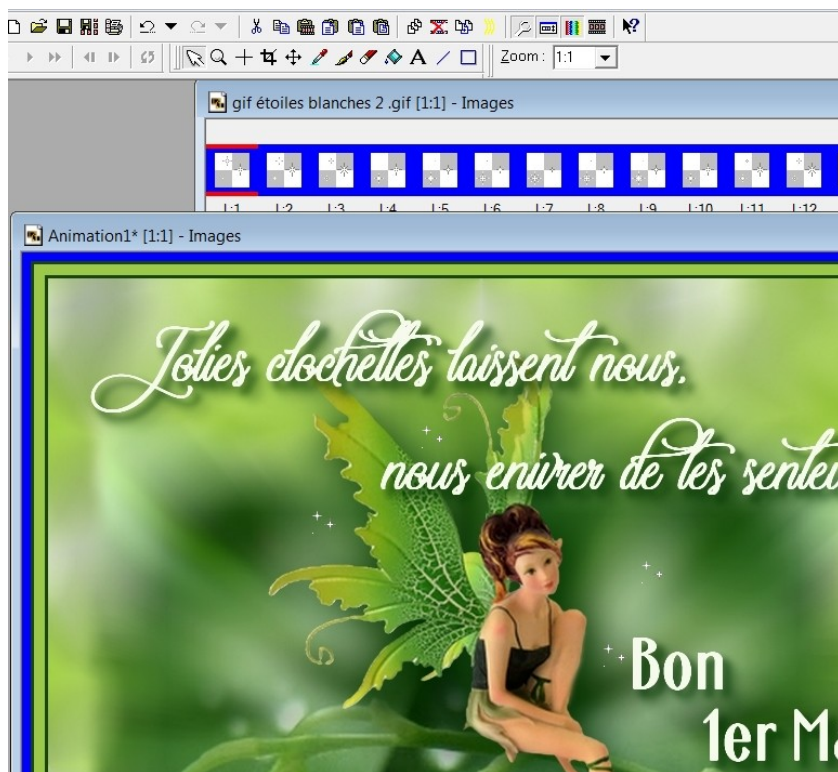 Zoom : 1:1
gif étoiles blanches 2 .gif [1:1] - Images
L:1 L:2 L:3 L:4 L:5 L:6 L:7 L:8 L:9 L:10 L:11 L:12
Animation1* [1:1] - Images
Jolies clochettes laissent nous,
nous enivrer de tes senteu
Bon
1er Ma